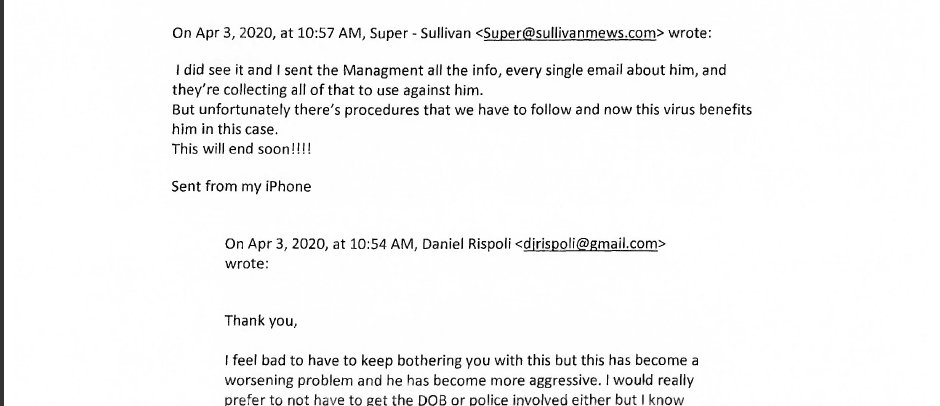 On Apr 3, 2020, at 10:57 AM, Super - Sullivan <Super@sullivanmews.com> wrote:
I did see it and I sent the Managment all the info, every single email about him, and
they're collecting all of that to use against him.
But unfortunately there's procedures that we have to follow and now this virus benefits
him in this case.
This will end soon!!!!
Sent from my iPhone
On Apr 3, 2020, at 10:54 AM, Daniel Rispoli <djrispoli@gmail.com>
wrote:
Thank you,
I feel bad to have to keep bothering you with this but this has become a
worsening problem and he has become more aggressive. I would really
prefer to not have to get the DOB or police involved either but I know